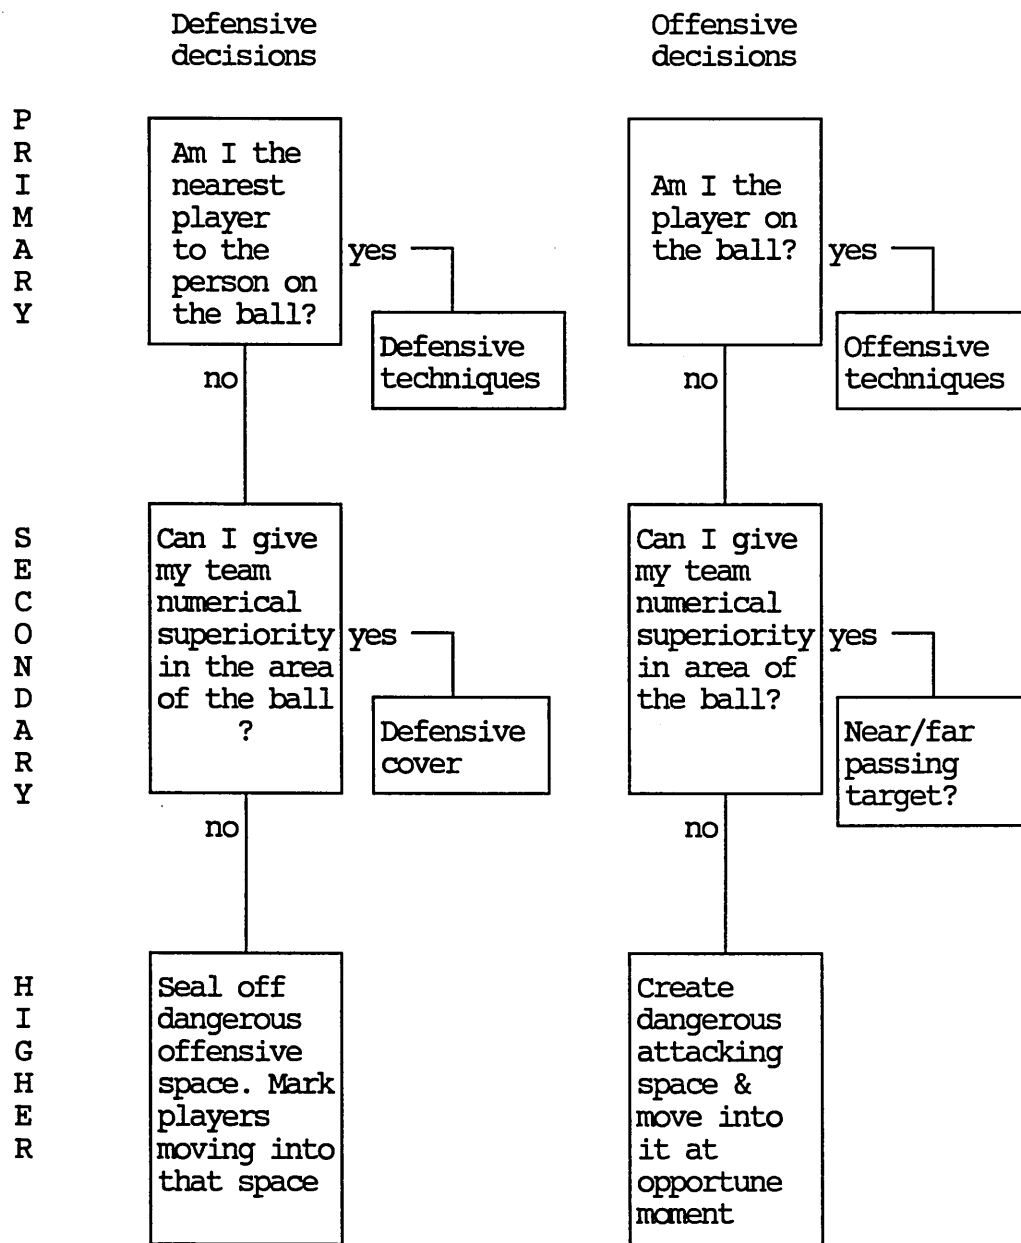 Defensive
decisions
Offensive
decisions
PRIMARY
Am I the
nearest
player
to the
person on
the ball?
yes
Defensive
techniques
no
Am I the
player on
the ball?
yes
Offensive
techniques
no
SECONDARY
Can I give
my team
numerical
superiority
in the area
of the ball
?
yes
Defensive
cover
no
Can I give
my team
numerical
superiority
in area of
the ball?
yes
Near/far
passing
target?
no
HIGHER
Seal off
dangerous
offensive
space. Mark
players
moving into
that space
Create
dangerous
attacking
space &
move into
it at
opportune
moment